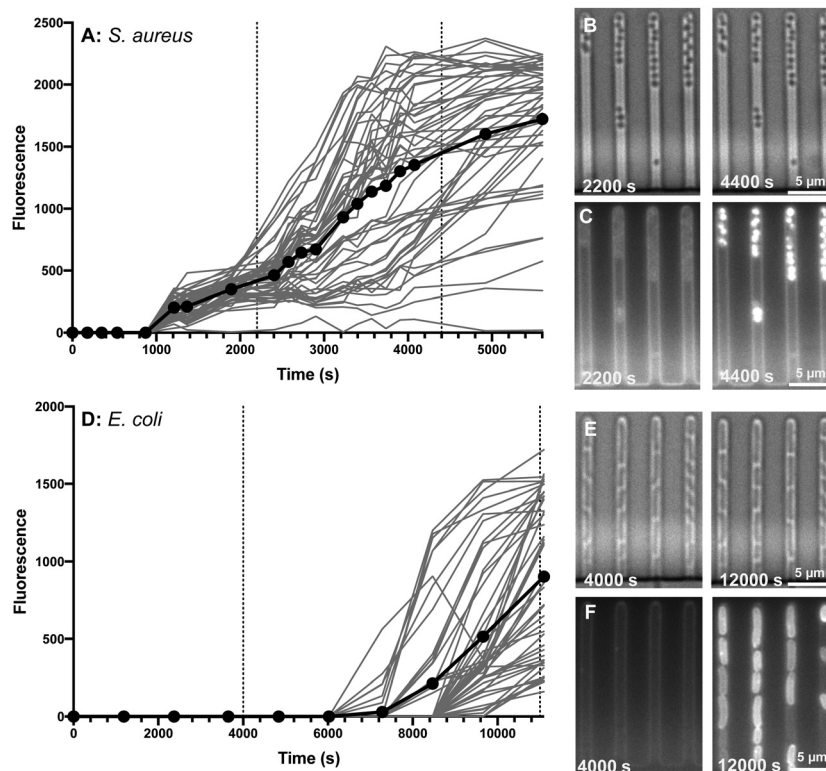 A: S. aureus
Fluorescence
2500
2000
1500
1000
500
0
0
1000
2000
3000
4000
5000
Time (s)
B
2200 s
4400 s
5 µm
C
2200 s
4400 s
5 µm
D: E. coli
Fluorescence
2000
1500
1000
500
0
0
2000
4000
6000
8000
10000
Time (s)
E
4000 s
12000 s
5 µm
F
4000 s
12000 s
5 µm